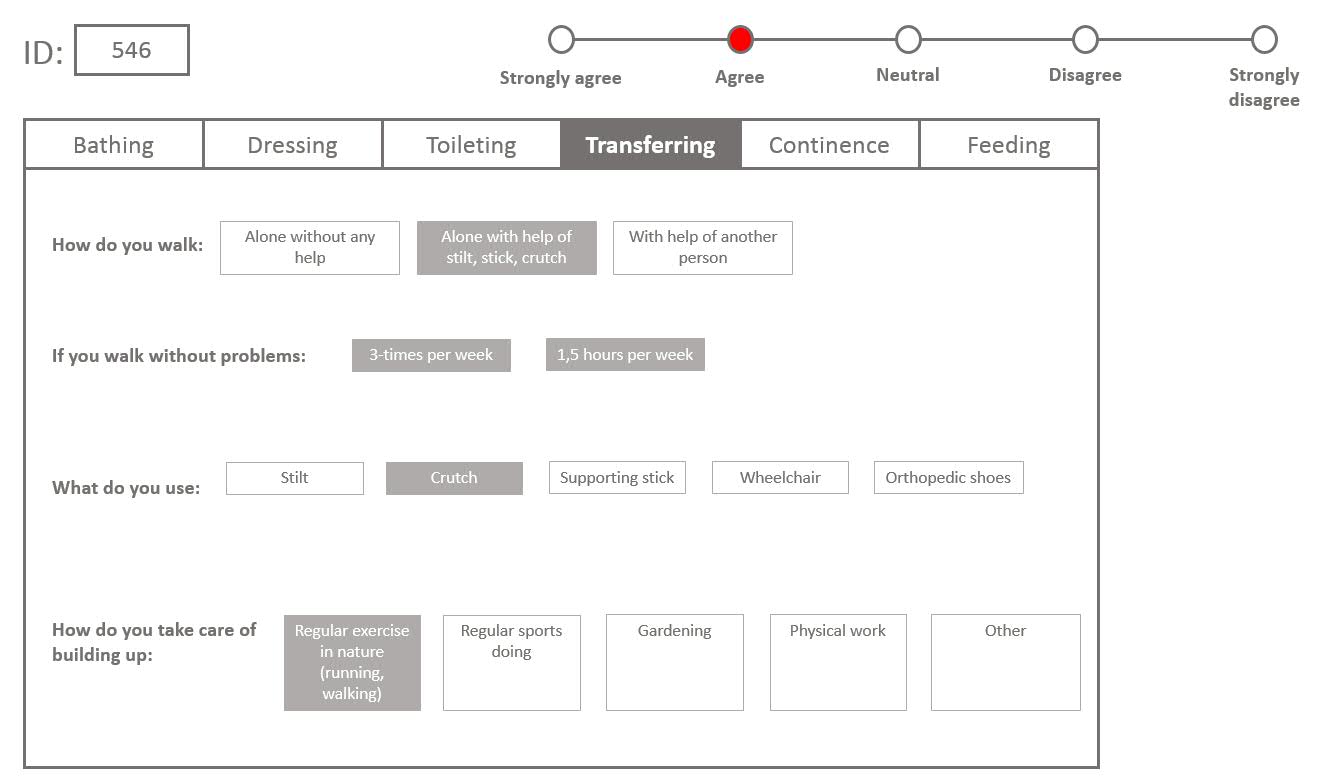 ID: 546
Strongly agree
Agree
Neutral
Disagree
Strongly
disagree
Bathing
Dressing
Toileting
Transferring
Continence
Feeding
How do you walk:
Alone without any
help
Alone with help of
stilt, stick, crutch
With help of another
person
If you walk without problems:
3-times per week
1,5 hours per week
What do you use:
Stilt
Crutch
Supporting stick
Wheelchair
Orthopedic shoes
How do you take care of
building up:
Regular exercise
in nature
(running,
walking)
Regular sports
doing
Gardening
Physical work
Other